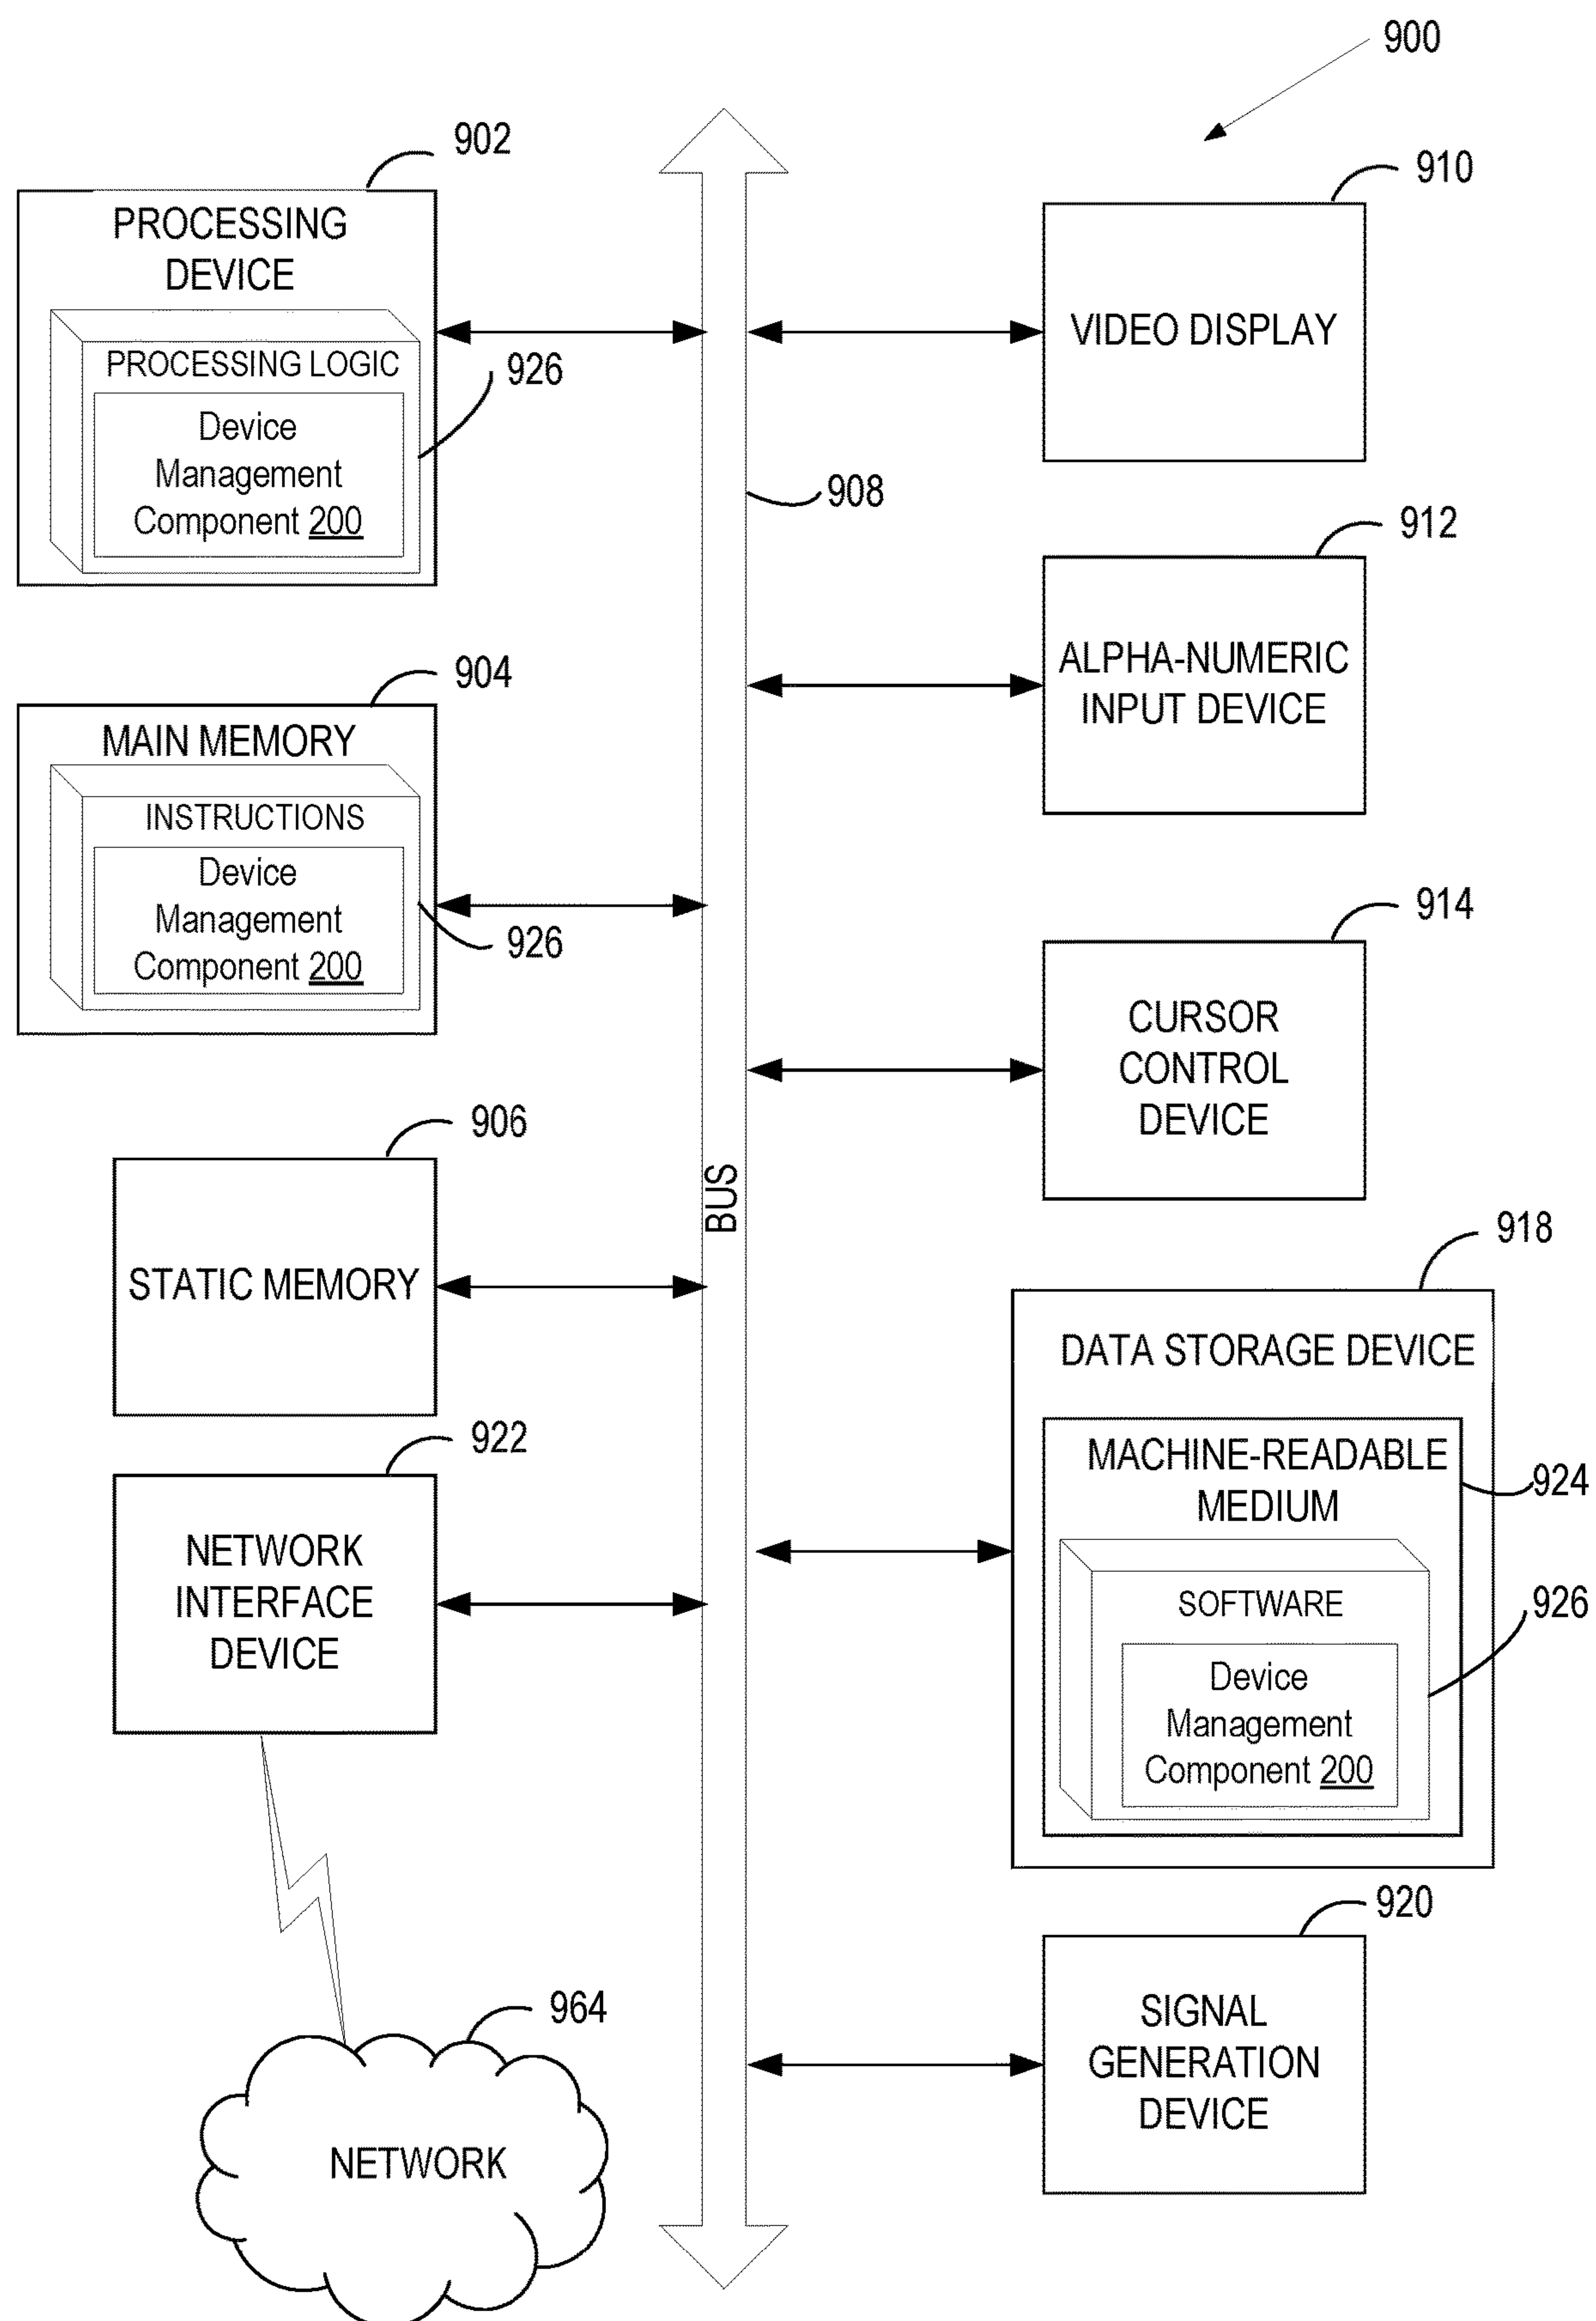 900
902
PROCESSING
DEVICE
PROCESSING LOGIC
926
Device
Management
Component 200
904
MAIN MEMORY
INSTRUCTIONS
Device
Management
Component 200
926
906
STATIC MEMORY
922
NETWORK
INTERFACE
DEVICE
964
NETWORK
908
BUS
910
VIDEO DISPLAY
912
ALPHA-NUMERIC
INPUT DEVICE
914
CURSOR
CONTROL
DEVICE
918
DATA STORAGE DEVICE
MACHINE-READABLE
MEDIUM
924
SOFTWARE
926
Device
Management
Component 200
920
SIGNAL
GENERATION
DEVICE